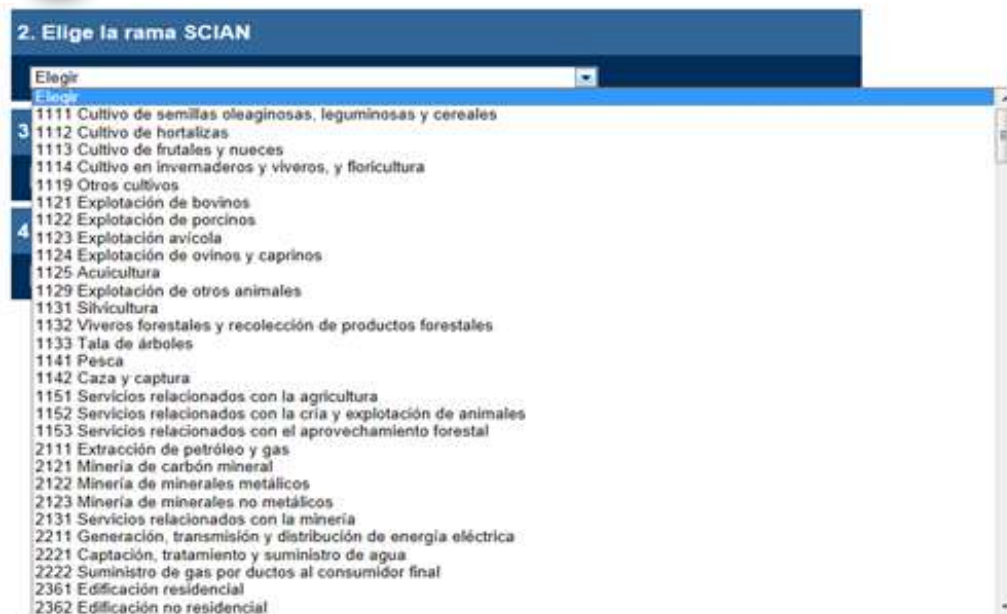 2. Elige la rama SCIAN
Elegir
Elegir
1111 Cultivo de semillas oleaginosas, leguminosas y cereales
3
1112 Cultivo de hortalizas
1113 Cultivo de frutales y nueces
1114 Cultivo en invernaderos y viveros, y floricultura
1119 Otros cultivos
1121 Explotación de bovinos
1122 Explotación de porcinos
4
1123 Explotación avícola
1124 Explotación de ovinos y caprinos
1125 Acuicultura
1129 Explotación de otros animales
1131 Silvicultura
1132 Viveros forestales y recolección de productos forestales
1133 Tala de árboles
1141 Pesca
1142 Caza y captura
1151 Servicios relacionados con la agricultura
1152 Servicios relacionados con la cría y explotación de animales
1153 Servicios relacionados con el aprovechamiento forestal
2111 Extracción de petróleo y gas
2121 Minería de carbón mineral
2122 Minería de minerales metálicos
2123 Minería de minerales no metálicos
2131 Servicios relacionados con la minería
2211 Generación, transmisión y distribución de energía eléctrica
2221 Captación, tratamiento y suministro de agua
2222 Suministro de gas por ductos al consumidor final
2361 Edificación residencial
2362 Edificación no residencial